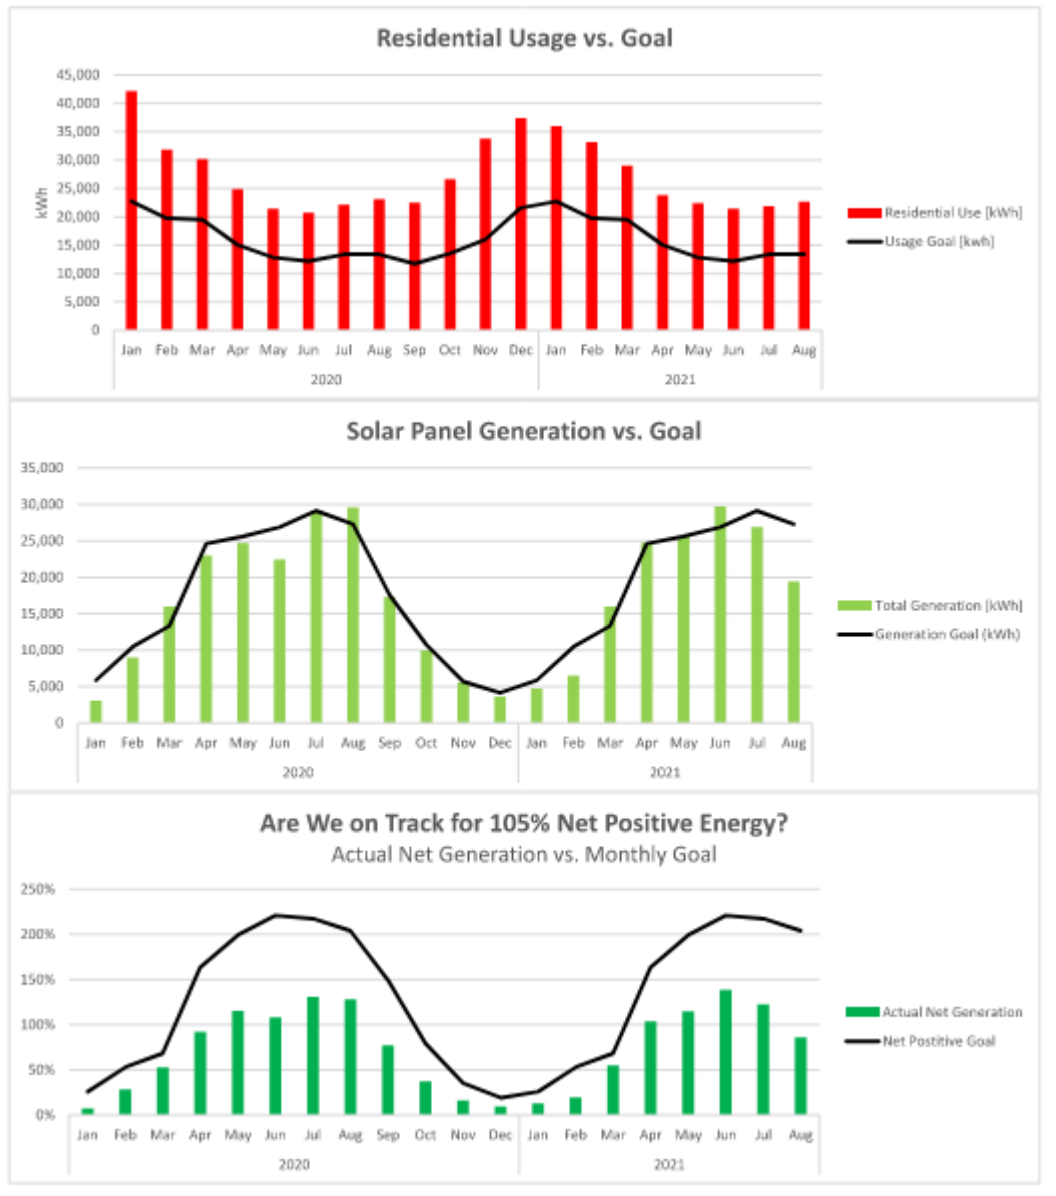 Residential Usage vs. Goal
45,000
40,000
35,000
30,000
25,000
20,000
15,000
10,000
5,000
0
kWh
Jan Feb Mar Apr May Jun Jul Aug Sep Oct Nov Dec Jan Feb Mar Apr May Jun Jul Aug
2020 2021
Residential Use [kWh]
Usage Goal [kwh]
Solar Panel Generation vs. Goal
35,000
30,000
25,000
20,000
15,000
10,000
5,000
0
Jan Feb Mar Apr May Jun Jul Aug Sep Oct Nov Dec Jan Feb Mar Apr May Jun Jul Aug
2020 2021
Total Generation [kWh]
Generation Goal (kWh)
Are We on Track for 105% Net Positive Energy?
Actual Net Generation vs. Monthly Goal
250%
200%
150%
100%
50%
0%
Jan Feb Mar Apr May Jun Jul Aug Sep Oct Nov Dec Jan Feb Mar Apr May Jun Jul Aug
2020 2021
Actual Net Generation
Net Postitive Goal